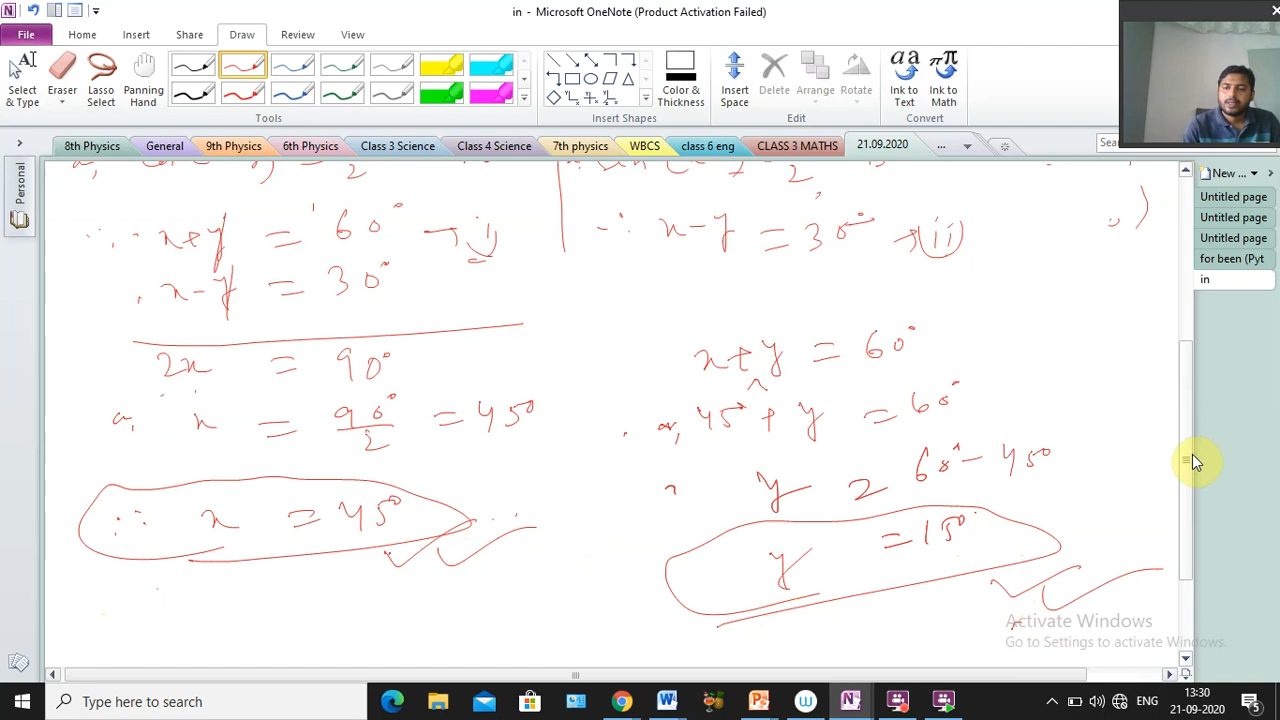 in - Microsoft OneNote (Product Activation Failed)
File Home Insert Share Draw Review View
Select & Type Eraser Lasso Select Panning Hand Color & Thickness Insert Space Delete Arrange Rotate Ink to Text Ink to Math
Tools Insert Shapes Edit Convert
8th Physics General 9th Physics 6th Physics Class 3 Science Class 4 Science 7th physics WBCS class 6 eng CLASS 3 MATHS 21.09.2020 ...
New ...
Personal
Untitled page
Untitled page
Untitled page
for been (Pyt
in
∴ x+y = 60° → i)
x-y = 30°
2x = 90°
or, x = 90°/2 = 45°
∴ x = 45°
∴ x-y = 30° → (ii)
x+y = 60°
or, 45° + y = 60°
y = 60° - 45°
y = 15°
Activate Windows
Go to Settings to activate Windows.
Type here to search
ENG
13:30
21-09-2020
5